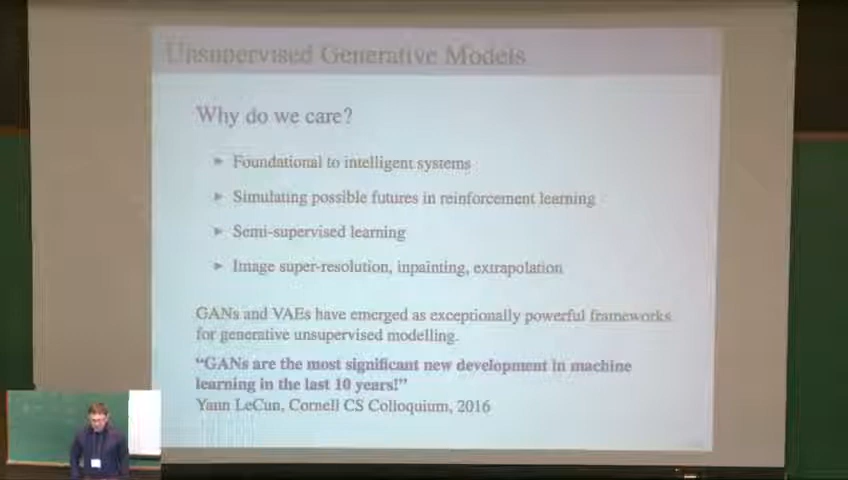 Unsupervised Generative Models
Why do we care?
Foundational to intelligent systems
Simulating possible futures in reinforcement learning
Semi-supervised learning
Image super-resolution, inpainting, extrapolation
GANs and VAEs have emerged as exceptionally powerful frameworks
for generative unsupervised modelling.
“GANs are the most significant new development in machine
learning in the last 10 years!”
Yann LeCun, Cornell CS Colloquium, 2016